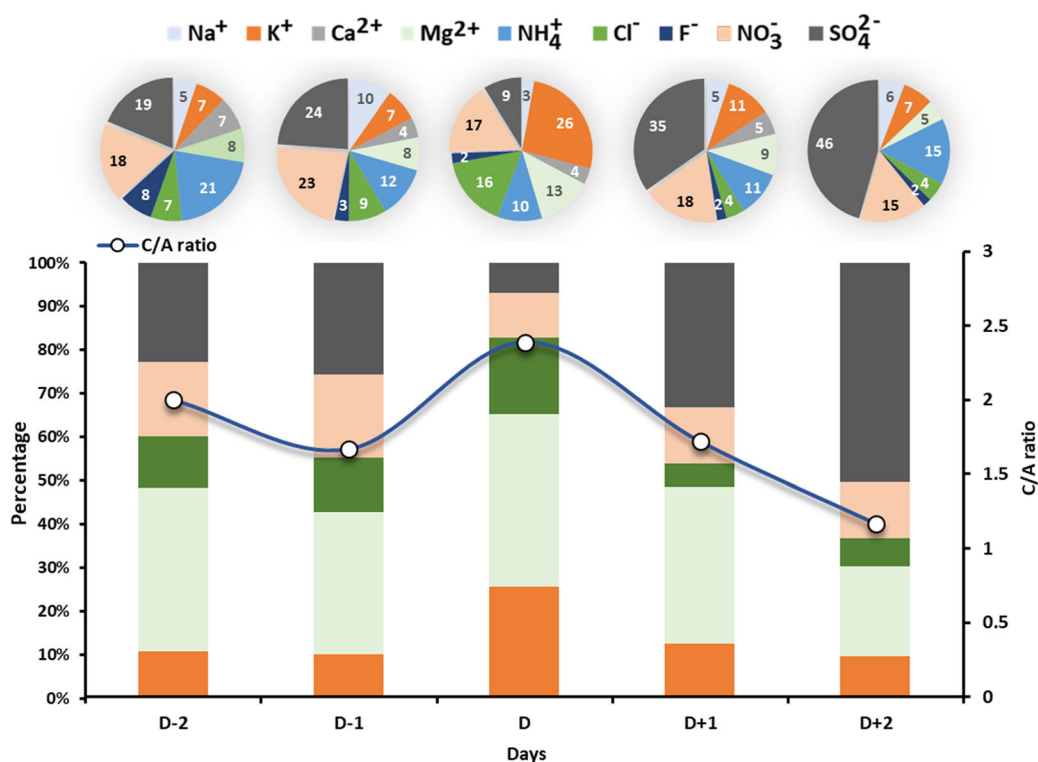 Na⁺ K⁺ Ca²⁺ Mg²⁺ NH₄⁺ Cl⁻ F⁻ NO₃⁻ SO₄²⁻
5 7 7 8 21 7 8 18 19
10 7 4 8 12 9 3 23 24
3 26 4 13 10 16 2 17 9
5 11 5 9 11 4 2 18 35
6 7 5 15 4 2 15 46
C/A ratio
Percentage
100%
90%
80%
70%
60%
50%
40%
30%
20%
10%
0%
3
2.5
2
1.5
1
0.5
0
C/A ratio
D-2 D-1 D D+1 D+2
Days